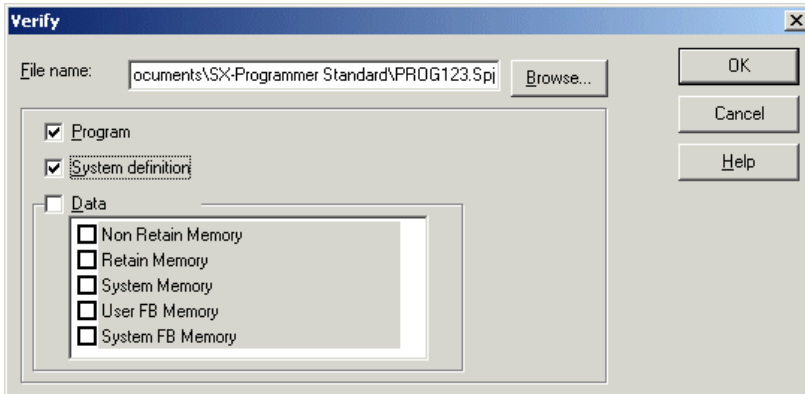 Verify
File name: ocuments\SX-Programmer Standard\PROG123.Spj Browse... OK
Cancel
Program
System definition Help
Data
Non Retain Memory
Retain Memory
System Memory
User FB Memory
System FB Memory